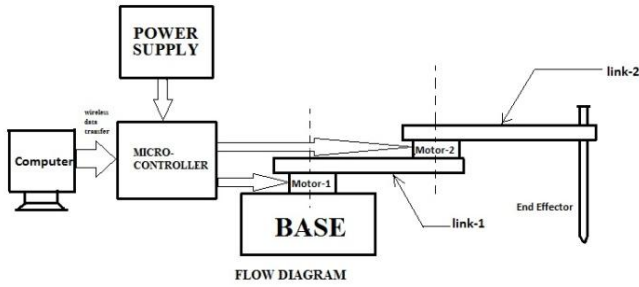 POWER
SUPPLY
link-2
wireless
data
transfer
Computer
MICRO-
CONTROLLER
Motor-2
Motor-1
End Effector
link-1
BASE
FLOW DIAGRAM